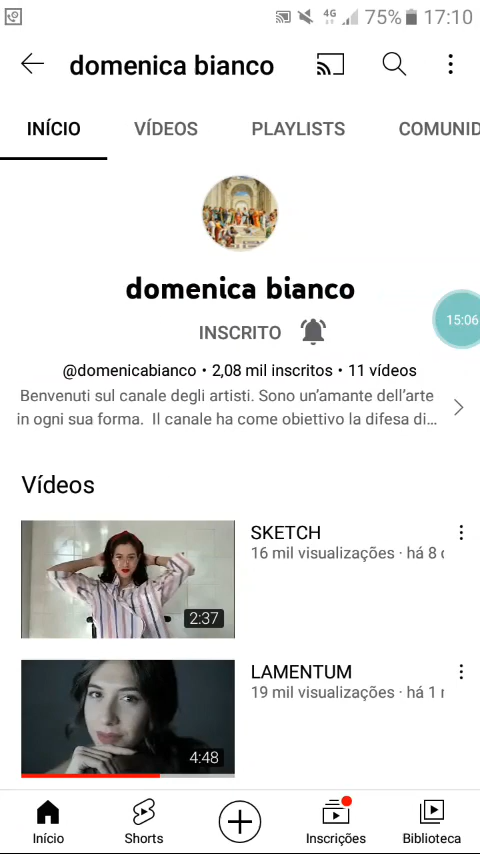 4G 75% 17:10
domenica bianco
INÍCIO VÍDEOS PLAYLISTS COMUNID
domenica bianco
INSCRITO
15:06
@domenicabianco • 2,08 mil inscritos • 11 vídeos
Benvenuti sul canale degli artisti. Sono un'amante dell'arte
in ogni sua forma. Il canale ha come obiettivo la difesa di...
Vídeos
SKETCH
16 mil visualizações · há 8
2:37
LAMENTUM
19 mil visualizações · há 1
4:48
Início Shorts Inscrições Biblioteca